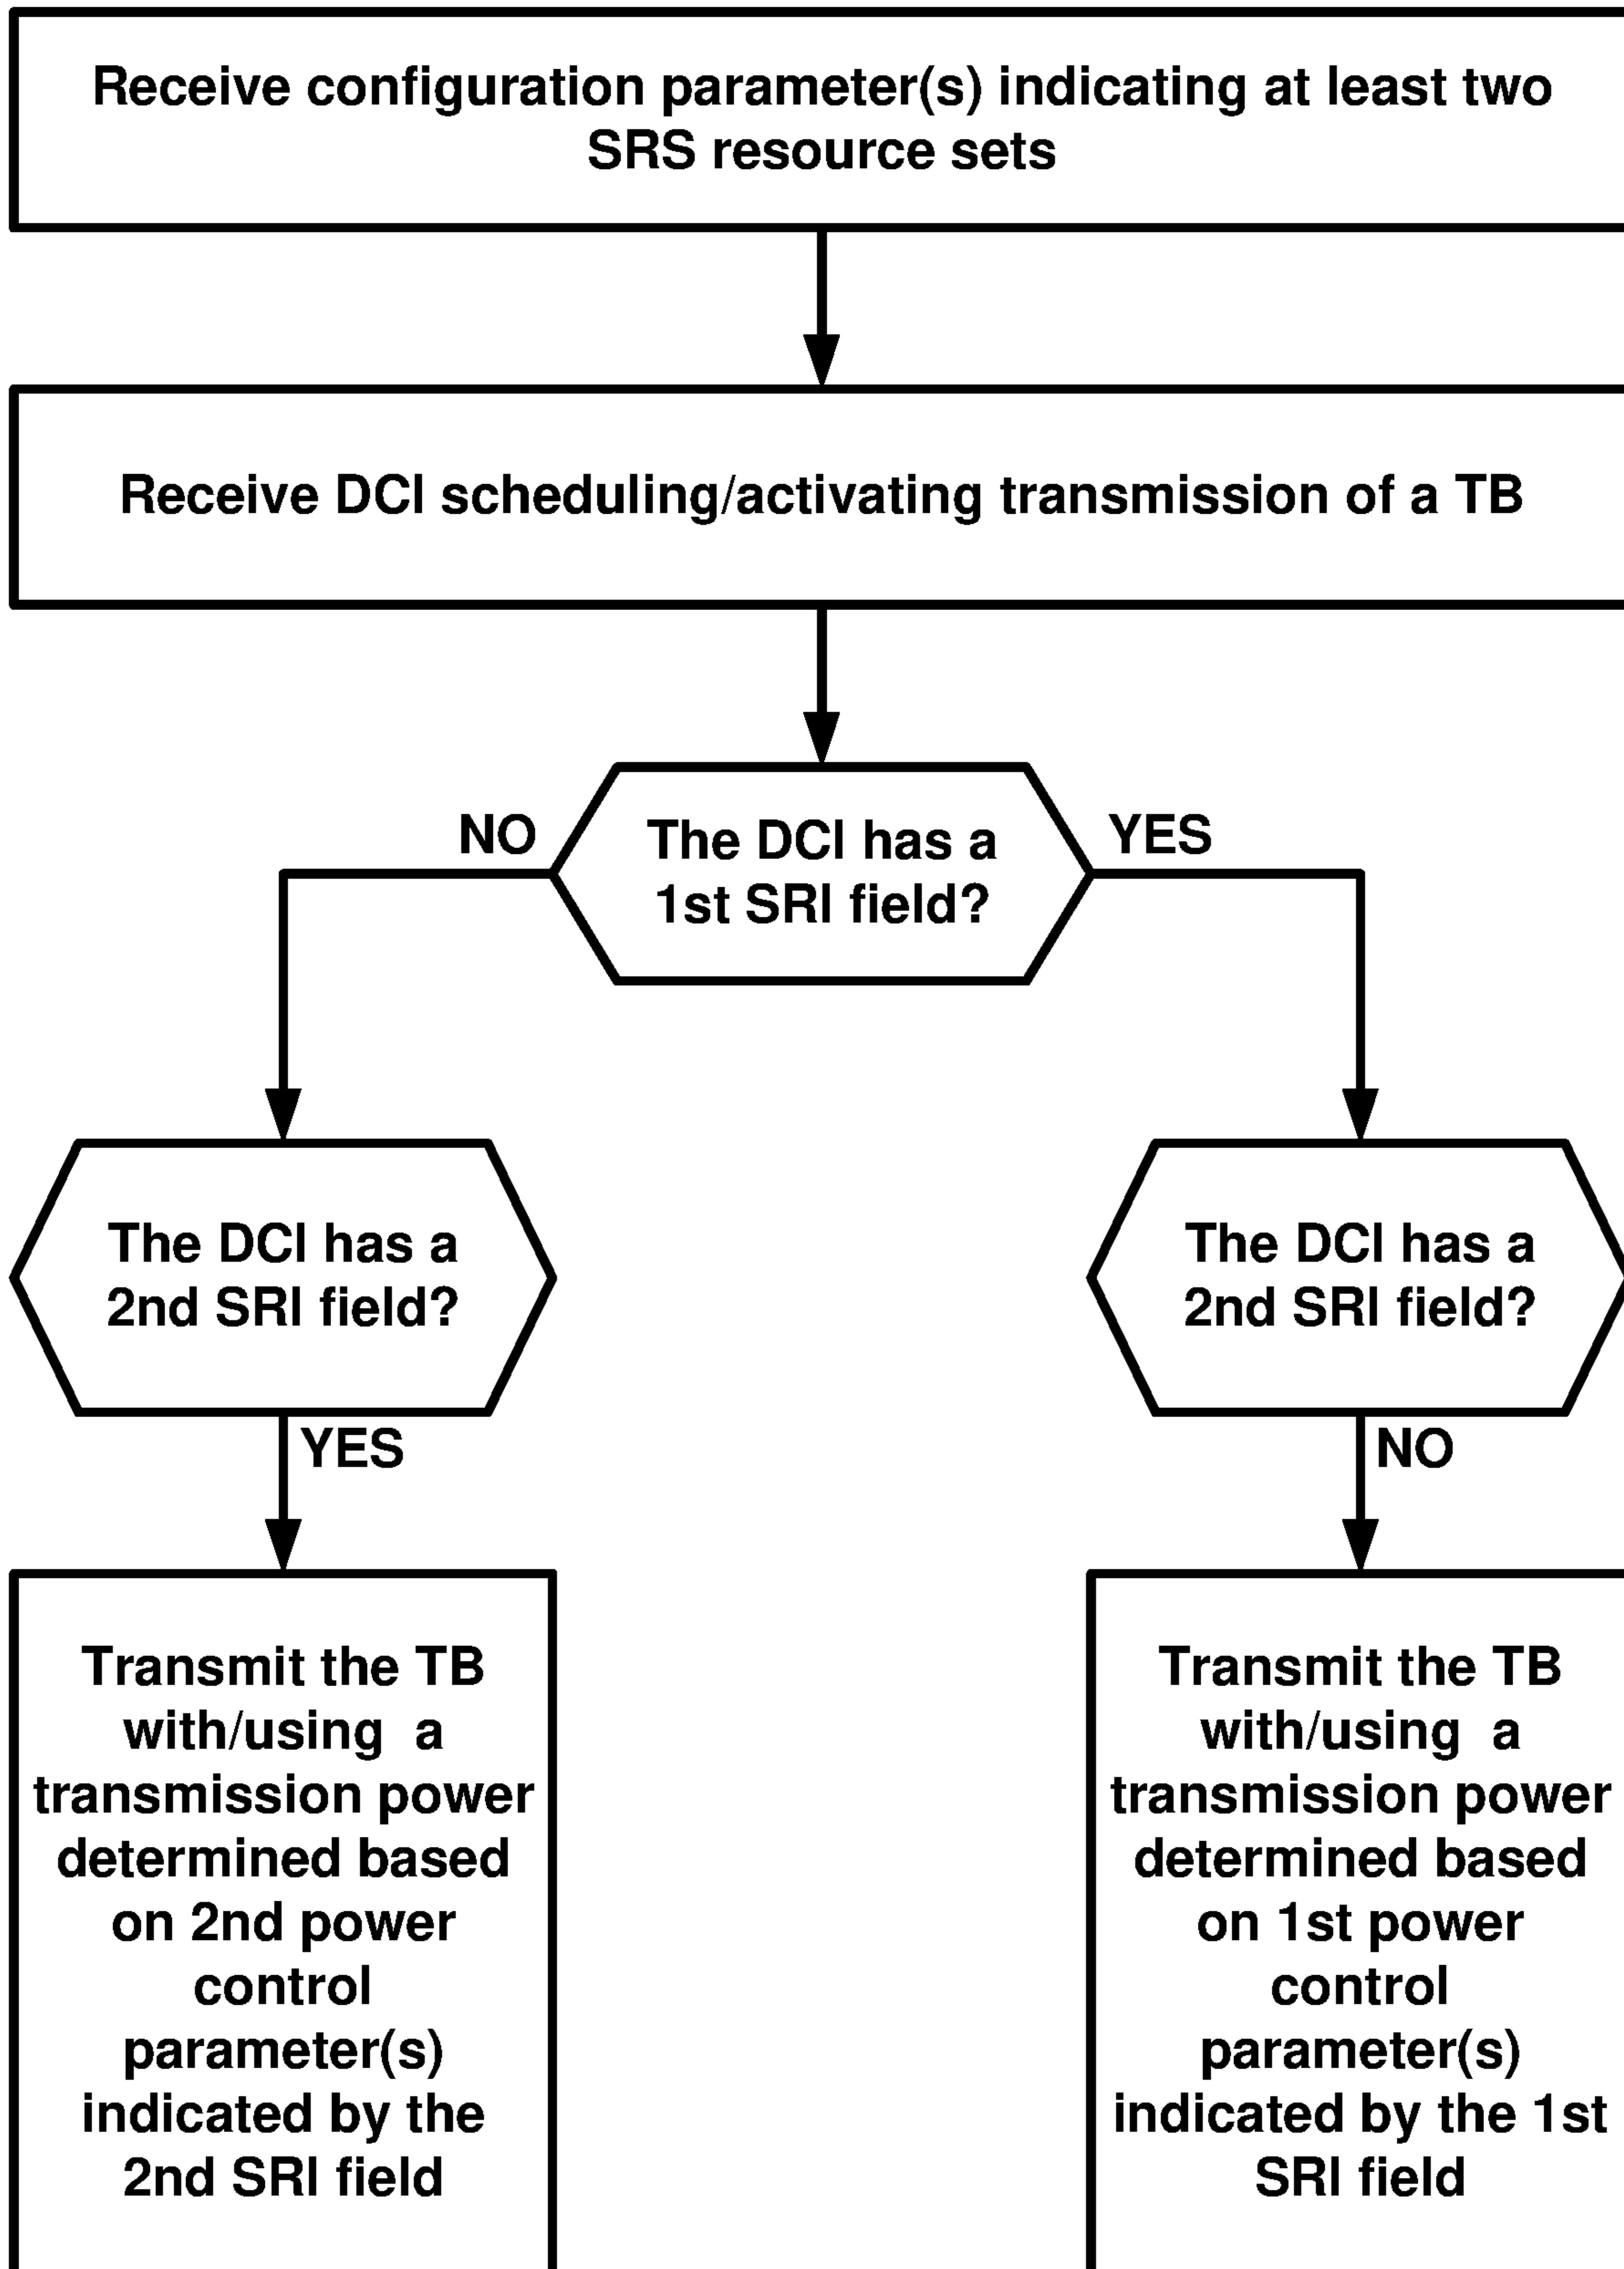 Receive configuration parameter(s) indicating at least two
SRS resource sets
Receive DCI scheduling/activating transmission of a TB
NO
The DCI has a
1st SRI field?
YES
The DCI has a
2nd SRI field?
YES
The DCI has a
2nd SRI field?
NO
Transmit the TB
with/using a
transmission power
determined based
on 2nd power
control
parameter(s)
indicated by the
2nd SRI field
Transmit the TB
with/using a
transmission power
determined based
on 1st power
control
parameter(s)
indicated by the 1st
SRI field